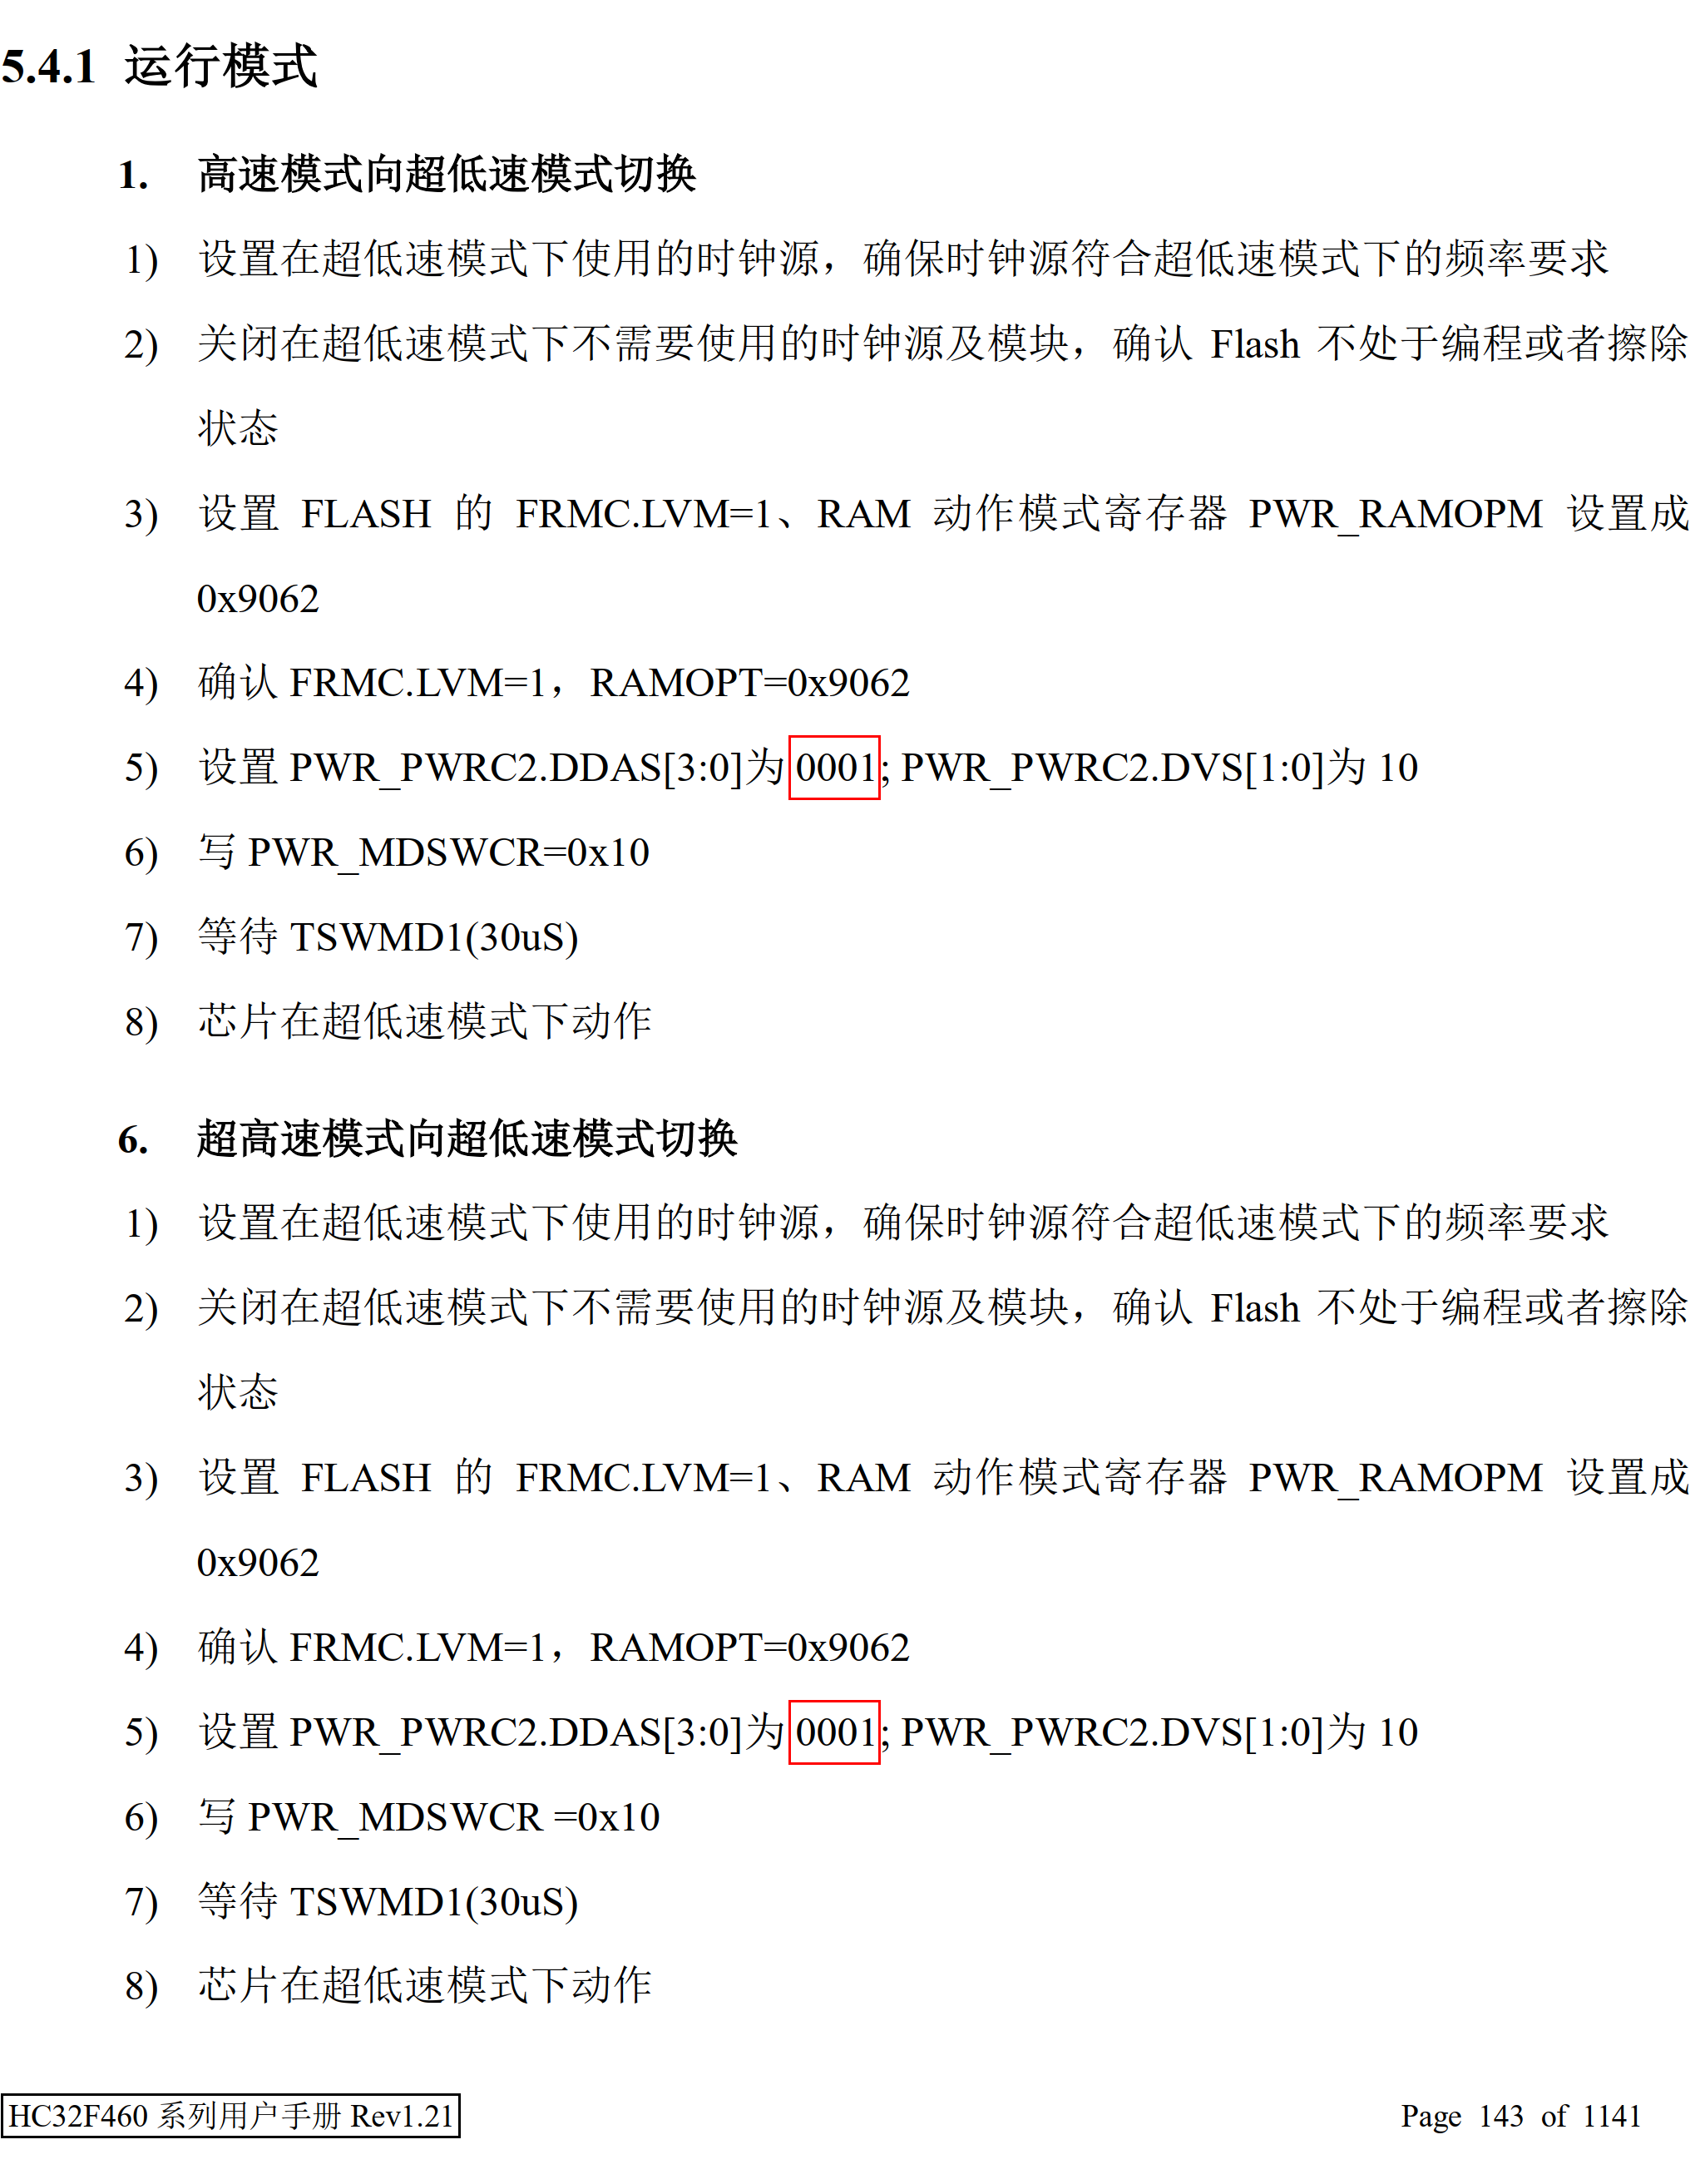 5.4.1 运行模式
1. 高速模式向超低速模式切换
1) 设置在超低速模式下使用的时钟源，确保时钟源符合超低速模式下的频率要求
2) 关闭在超低速模式下不需要使用的时钟源及模块，确认 Flash 不处于编程或者擦除
状态
3) 设置 FLASH 的 FRMC.LVM=1、RAM 动作模式寄存器 PWR_RAMOPM 设置成
0x9062
4) 确认 FRMC.LVM=1，RAMOPT=0x9062
5) 设置 PWR_PWRC2.DDAS[3:0]为 0001; PWR_PWRC2.DVS[1:0]为 10
6) 写 PWR_MDSWCR=0x10
7) 等待 TSWMD1(30uS)
8) 芯片在超低速模式下动作
6. 超高速模式向超低速模式切换
1) 设置在超低速模式下使用的时钟源，确保时钟源符合超低速模式下的频率要求
2) 关闭在超低速模式下不需要使用的时钟源及模块，确认 Flash 不处于编程或者擦除
状态
3) 设置 FLASH 的 FRMC.LVM=1、RAM 动作模式寄存器 PWR_RAMOPM 设置成
0x9062
4) 确认 FRMC.LVM=1，RAMOPT=0x9062
5) 设置 PWR_PWRC2.DDAS[3:0]为 0001; PWR_PWRC2.DVS[1:0]为 10
6) 写 PWR_MDSWCR =0x10
7) 等待 TSWMD1(30uS)
8) 芯片在超低速模式下动作
HC32F460 系列用户手册 Rev1.21 Page 143 of 1141